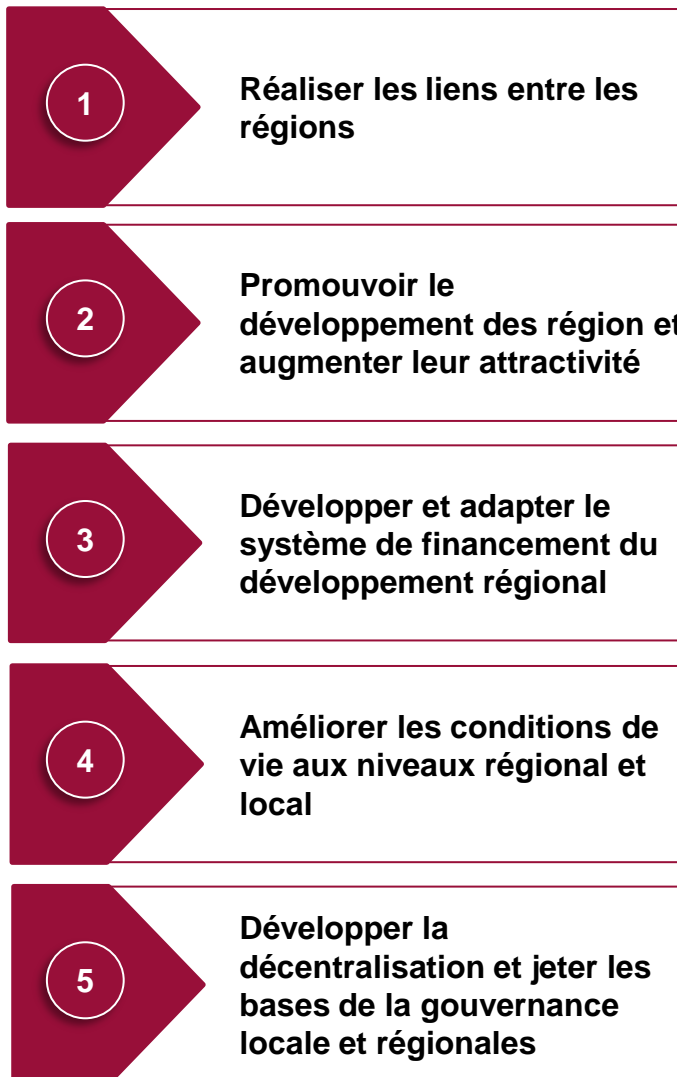 1
Réaliser les liens entre les
régions
2
Promouvoir le
développement des région et
augmenter leur attractivité
3
Développer et adapter le
système de financement du
développement régional
4
Améliorer les conditions de
vie aux niveaux régional et
local
5
Développer la
décentralisation et jeter les
bases de la gouvernance
locale et régionales